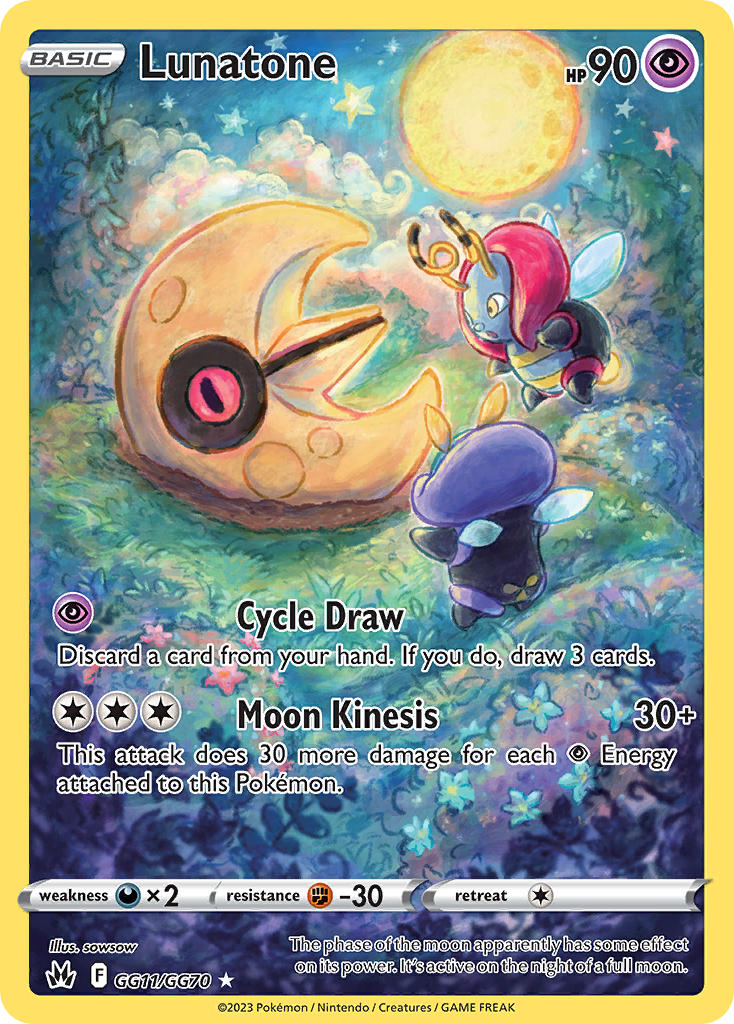 BASIC Lunatone HP 90
Cycle Draw
Discard a card from your hand. If you do, draw 3 cards.
Moon Kinesis 30+
This attack does 30 more damage for each Energy
attached to this Pokémon.
weakness ×2 resistance -30 retreat
Illus. sowsow
The phase of the moon apparently has some effect
on its power. It's active on the night of a full moon.
F GG11/GG70
©2023 Pokémon / Nintendo / Creatures / GAME FREAK